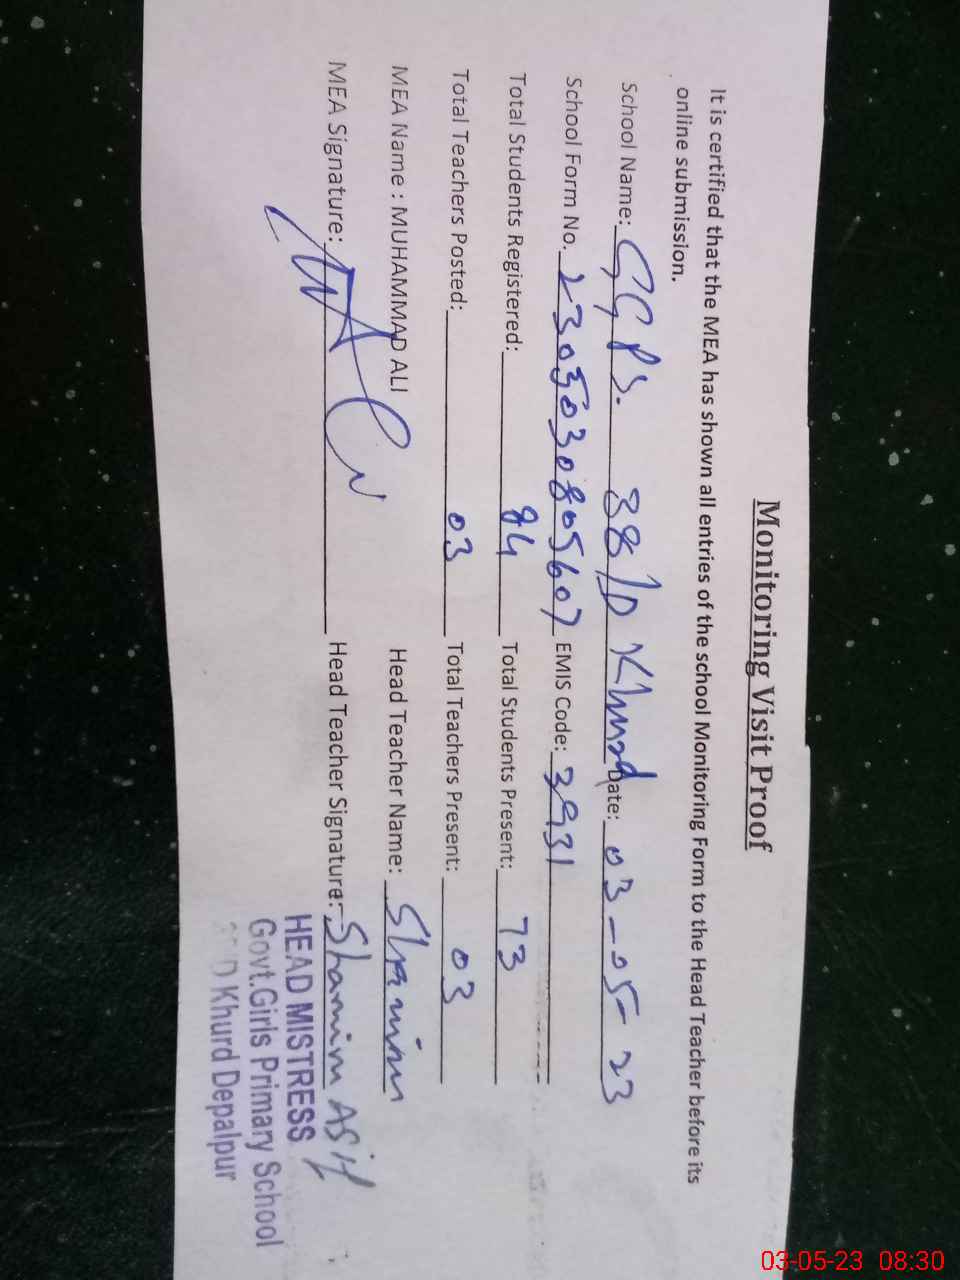 Monitoring Visit Proof
It is certified that the MEA has shown all entries of the school Monitoring Form to the Head Teacher before its
online submission.
School Name: GGPS. 38/D Khurd Date: 03-05-23
School Form No. 2305030805607 EMIS Code: 3931
Total Students Registered: 84 Total Students Present: 73
Total Teachers Posted: 03 Total Teachers Present: 03
MEA Name : MUHAMMAD ALI Head Teacher Name: Shamim
MEA Signature: Head Teacher Signature: Shamim Asif
HEAD MISTRESS
Govt.Girls Primary School
Khurd Depalpur
03-05-23 08:30